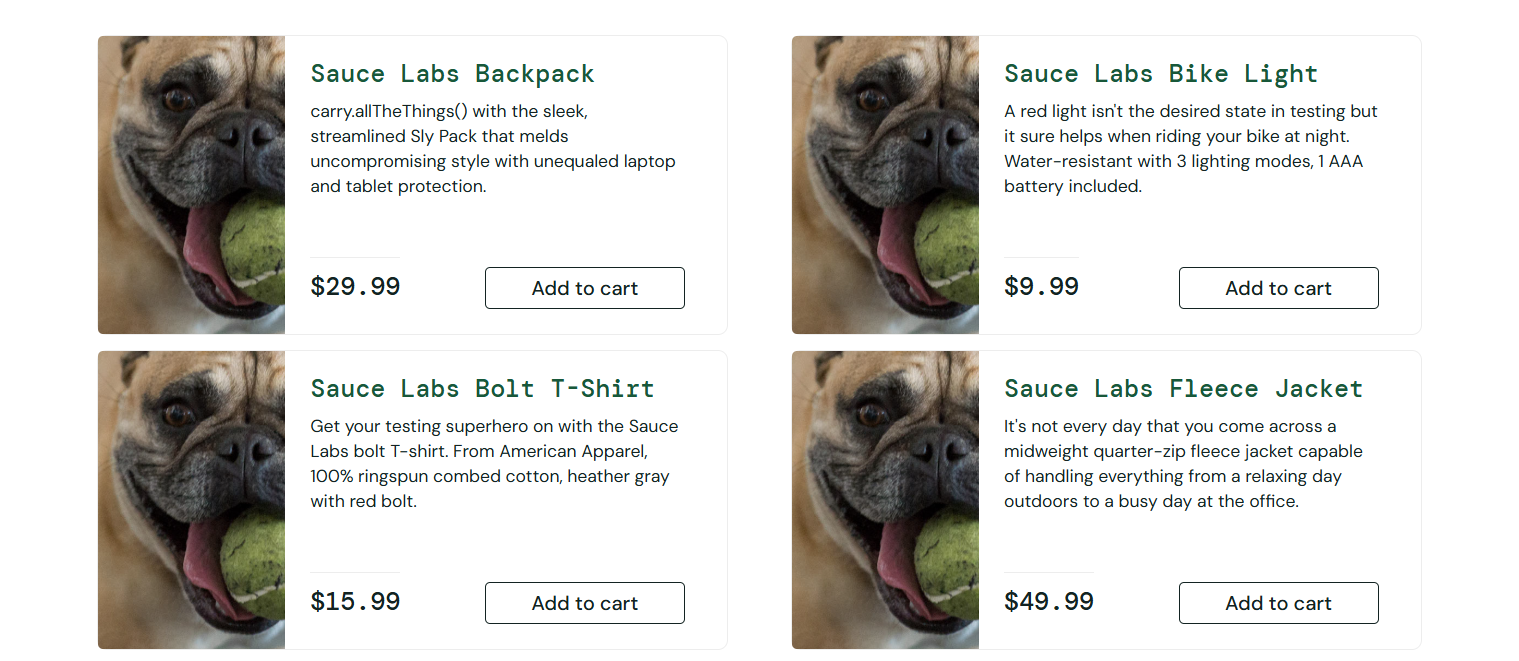 Sauce Labs Backpack
carry.allTheThings() with the sleek,
streamlined Sly Pack that melds
uncompromising style with unequaled laptop
and tablet protection.
$29.99
Add to cart
Sauce Labs Bike Light
A red light isn't the desired state in testing but
it sure helps when riding your bike at night.
Water-resistant with 3 lighting modes, 1 AAA
battery included.
$9.99
Add to cart
Sauce Labs Bolt T-Shirt
Get your testing superhero on with the Sauce
Labs bolt T-shirt. From American Apparel,
100% ringspun combed cotton, heather gray
with red bolt.
$15.99
Add to cart
Sauce Labs Fleece Jacket
It's not every day that you come across a
midweight quarter-zip fleece jacket capable
of handling everything from a relaxing day
outdoors to a busy day at the office.
$49.99
Add to cart